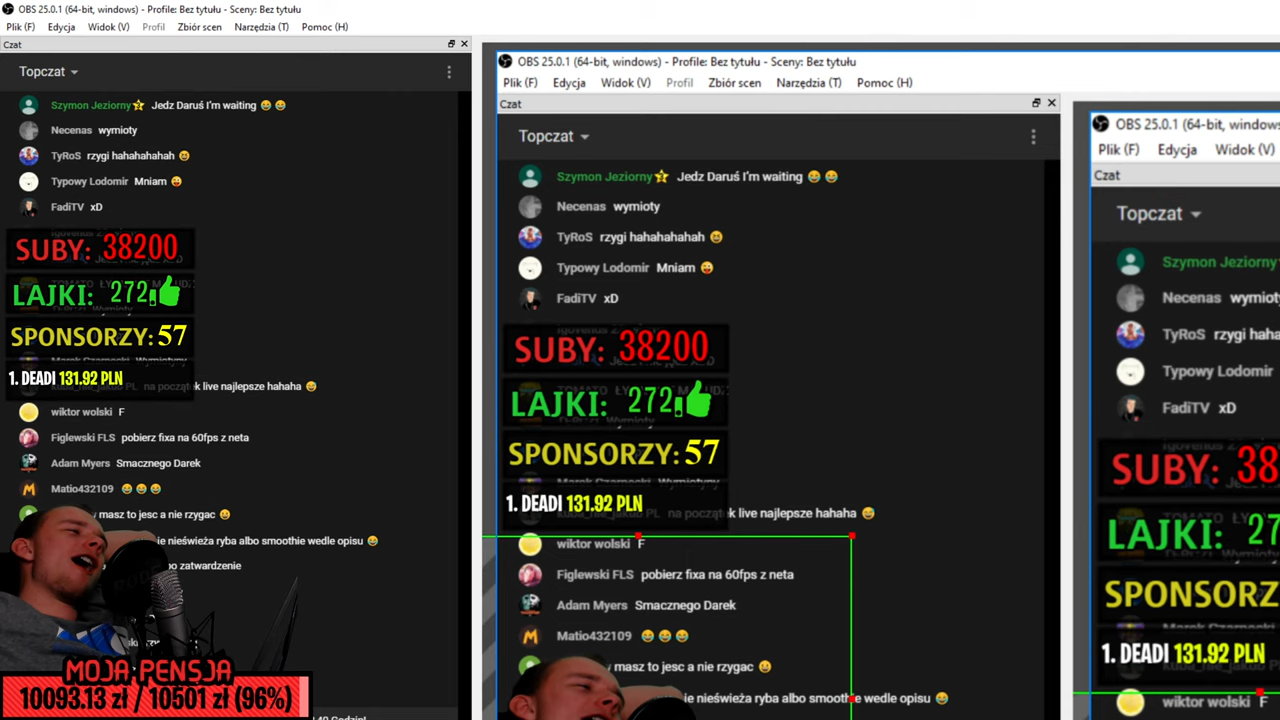 OBS 25.0.1 (64-bit, windows) - Profile: Bez tytułu - Sceny: Bez tytułu
Plik (F) Edycja Widok (V) Profil Zbiór scen Narzędzia (T) Pomoc (H)
Czat
Topczat
Szymon Jeziorny Jedz Daruś I'm waiting 😂 😂
Necenas wymioty
TyRoS rzygi hahahahahah 😆
Typowy Lodomir Mniam 😜
FadiTV xD
SUBY: 38200
LAJKI: 272
SPONSORZY: 57
1. DEADI 131.92 PLN
na początek live najlepsze hahaha 😅
wiktor wolski F
Figlewski FLS pobierz fixa na 60fps z neta
Adam Myers Smacznego Darek
Matio432109 😂 😂 😂
masz to jesc a nie rzygac 😀
ie nieświeża ryba albo smoothie wedle opisu 😂
po zatwardzenie
MOJA PENSJA
10093.13 zł / 10501 zł (96%)
OBS 25.0.1 (64-bit, windows) - Profile: Bez tytułu - Sceny: Bez tytułu
Plik (F) Edycja Widok (V) Profil Zbiór scen Narzędzia (T) Pomoc (H)
Czat
Topczat
Szymon Jeziorny Jedz Daruś I'm waiting 😂 😂
Necenas wymioty
TyRoS rzygi hahahahahah 😆
Typowy Lodomir Mniam 😜
FadiTV xD
SUBY: 38200
LAJKI: 272
SPONSORZY: 57
1. DEADI 131.92 PLN
k live najlepsze hahaha 😅
wiktor wolski F
Figlewski FLS pobierz fixa na 60fps z neta
Adam Myers Smacznego Darek
Matio432109 😂 😂 😂
masz to jesc a nie rzygac 😀
ie nieświeża ryba albo smoothie wedle opisu 😂
OBS 25.0.1 (64-bit, windows
Plik (F) Edycja Widok (V)
Czat
Topczat
Szymon Jeziorny
Necenas wymioty
TyRoS rzygi haha
Typowy Lodomir
FadiTV xD
SUBY: 38
LAJKI: 27
SPONSORZY
1. DEADI 131.92 PLN
wiktor wolski F